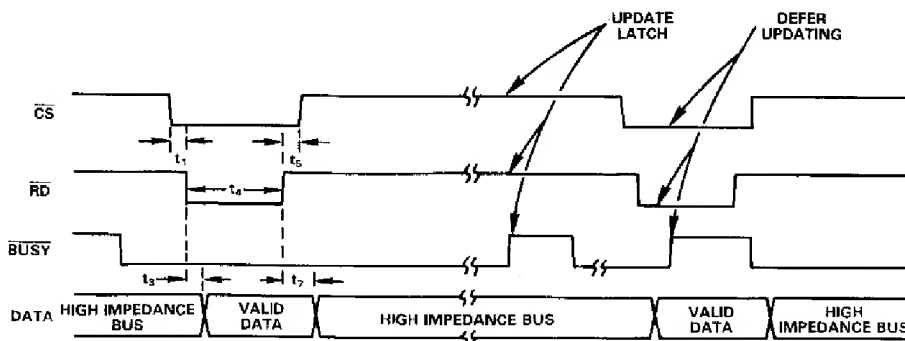 UPDATE
LATCH
DEFER
UPDATING
CS
t1
t5
RD
t4
BUSY
t3
t7
DATA
HIGH IMPEDANCE
BUS
VALID
DATA
HIGH IMPEDANCE BUS
VALID
DATA
HIGH
IMPEDANCE BUS